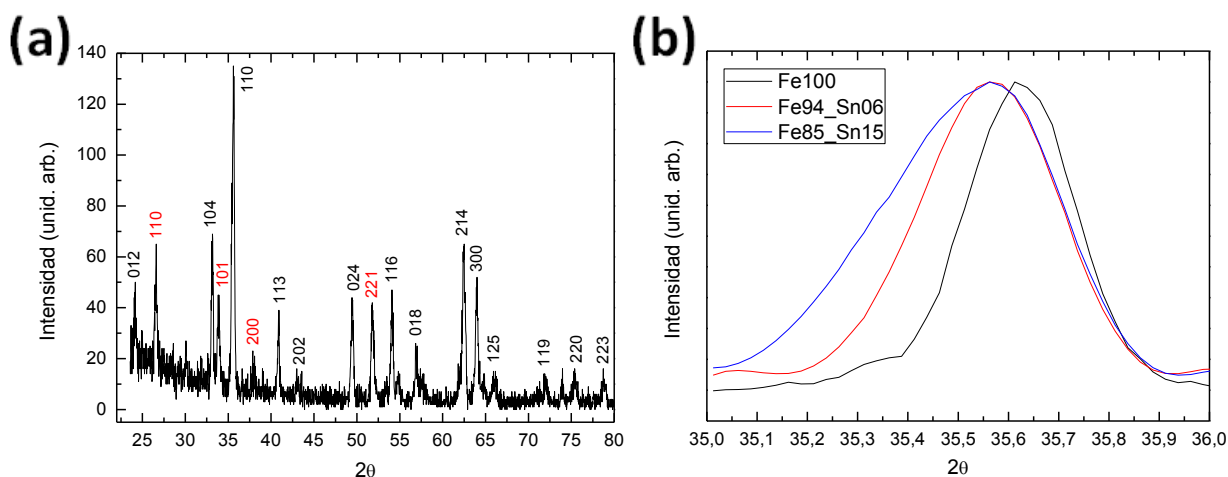 (a)
Intensidad (unid. arb.)
140
120
100
80
60
40
20
0
012
110
104
101
110
200
113
202
024
221
116
018
214
300
125
119
220
223
25 30 35 40 45 50 55 60 65 70 75 80
2θ
(b)
Intensidad (unid. arb.)
Fe100
Fe94_Sn06
Fe85_Sn15
35,0 35,1 35,2 35,3 35,4 35,5 35,6 35,7 35,8 35,9 36,0
2θ